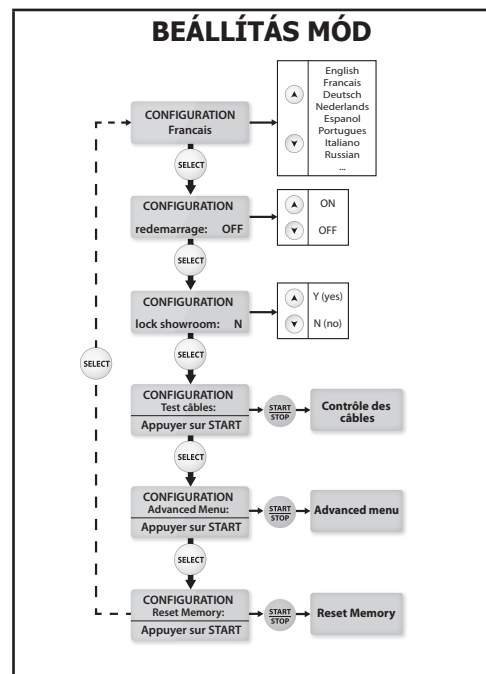 BEÁLLÍTÁS MÓD
CONFIGURATION
Francais
English
Francais
Deutsch
Nederlands
Espanol
Portugues
Italiano
Russian
...
SELECT
CONFIGURATION
redemarrage: OFF
ON
OFF
SELECT
CONFIGURATION
lock showroom: N
Y (yes)
N (no)
SELECT
SELECT
CONFIGURATION
Test câbles:
Appuyer sur START
START
STOP
Contrôle des
câbles
SELECT
CONFIGURATION
Advanced Menu:
Appuyer sur START
START
STOP
Advanced menu
SELECT
CONFIGURATION
Reset Memory:
Appuyer sur START
START
STOP
Reset Memory